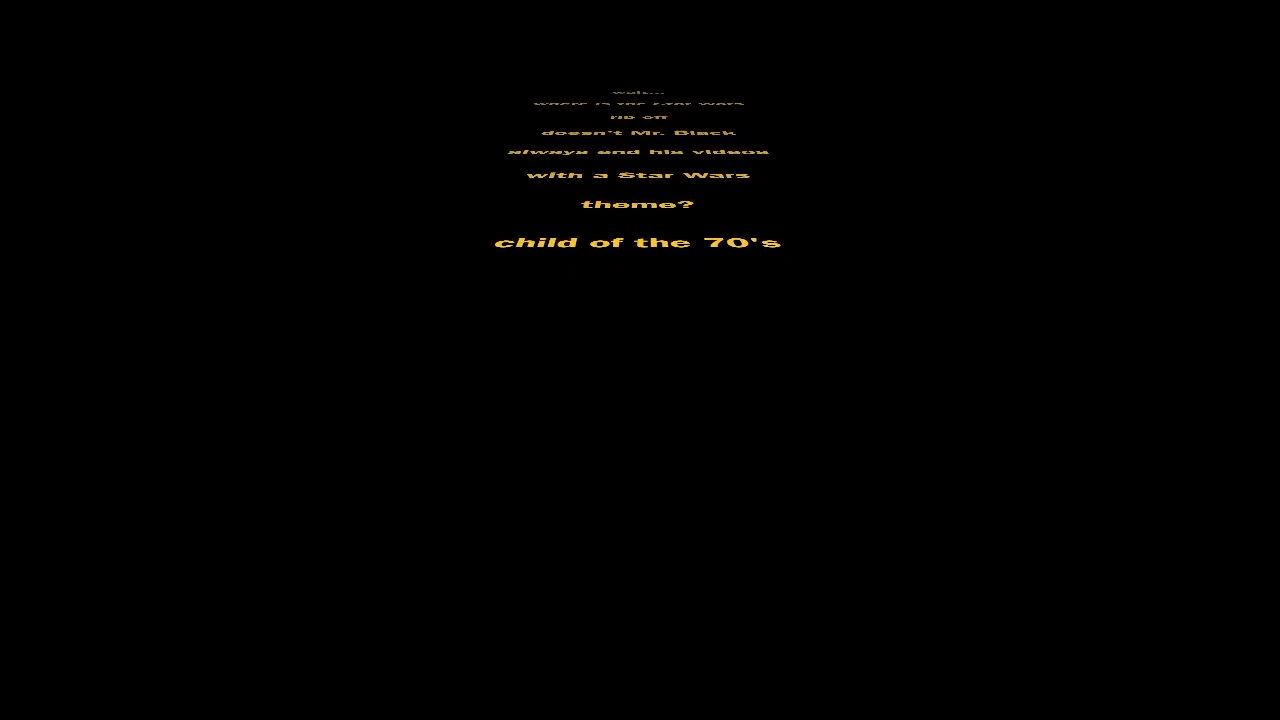 wait...
where is the Star Wars
rip off
doesn't Mr. Black
always end his videos
with a Star Wars
theme?
child of the 70's